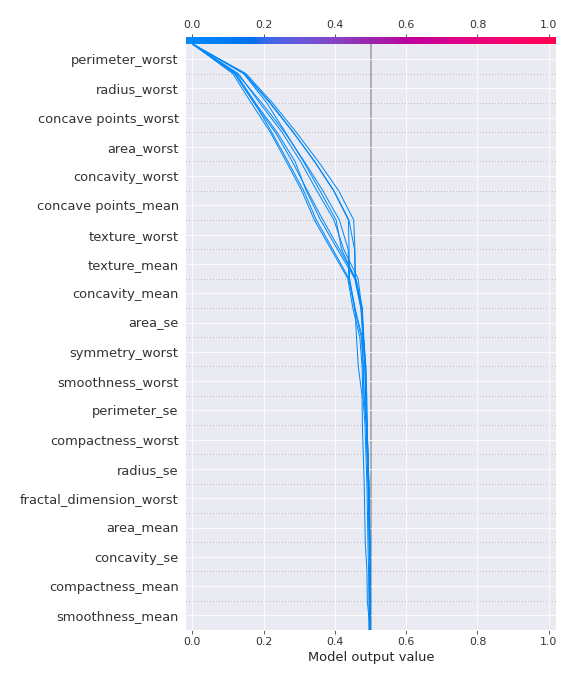 0.0 0.2 0.4 0.6 0.8 1.0
perimeter_worst
radius_worst
concave points_worst
area_worst
concavity_worst
concave points_mean
texture_worst
texture_mean
concavity_mean
area_se
symmetry_worst
smoothness_worst
perimeter_se
compactness_worst
radius_se
fractal_dimension_worst
area_mean
concavity_se
compactness_mean
smoothness_mean
0.0 0.2 0.4 0.6 0.8 1.0
Model output value